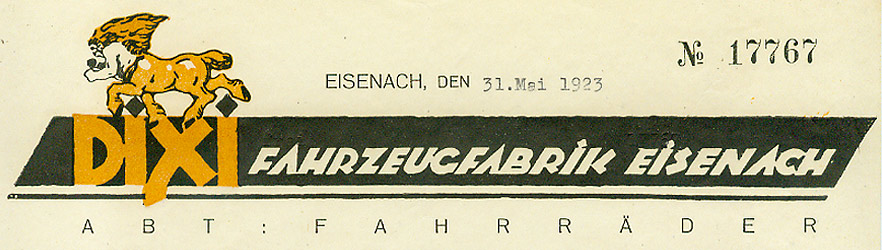 № 17767
EISENACH, DEN 31.Mai 1923
DIXI FAHRZEUGFABRIK EISENACH
ABT: FAHRRÄDER